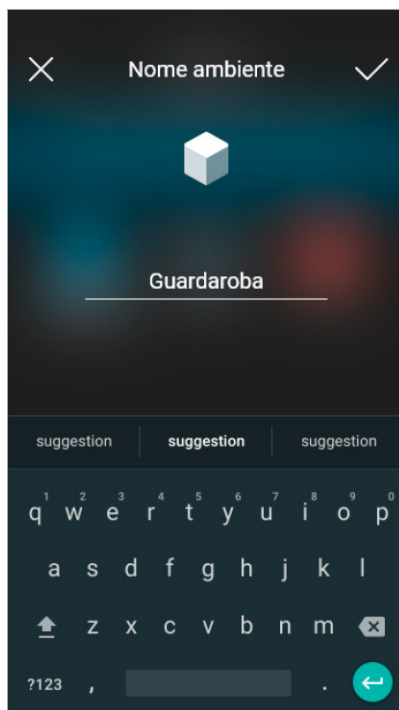 Nome ambiente
Guardaroba
suggestion suggestion suggestion
1 2 3 4 5 6 7 8 9 0
q w e r t y u i o p
a s d f g h j k l
z x c v b n m
?123 , .